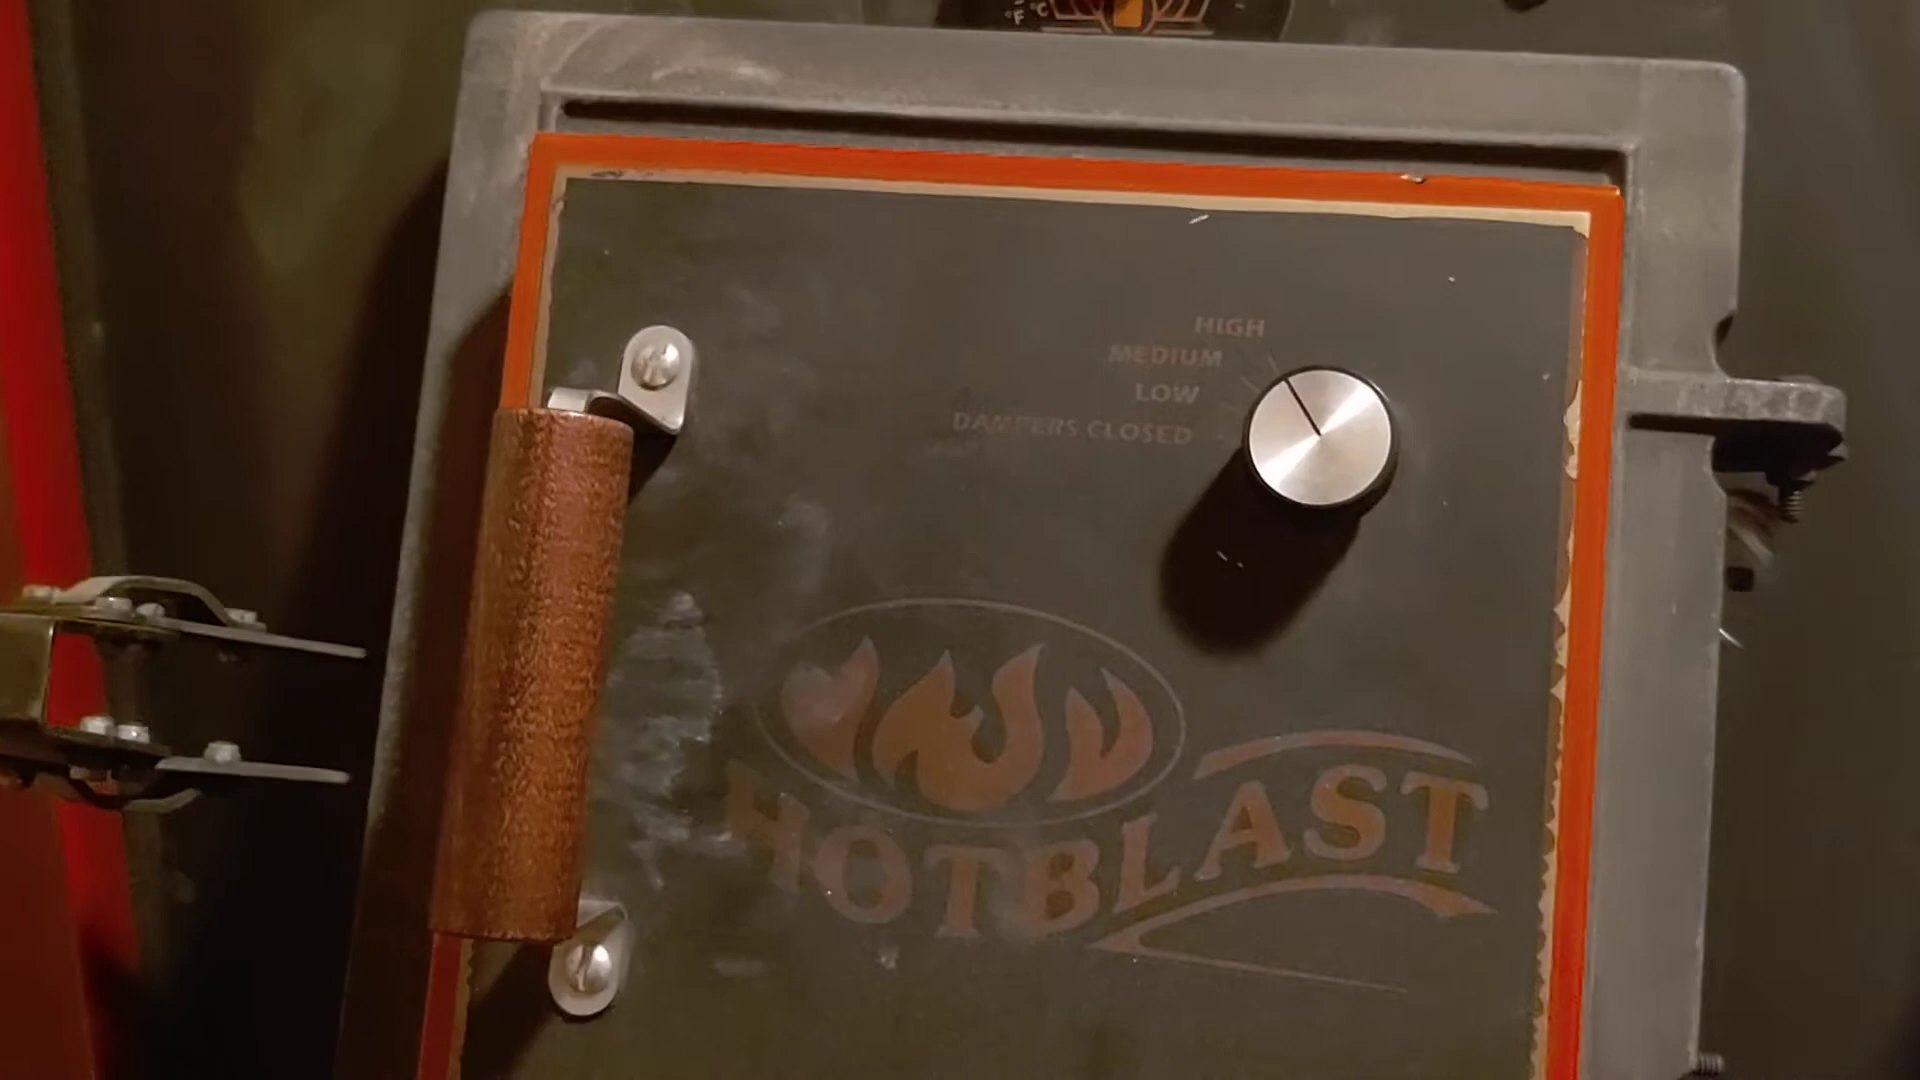 °F °C
HIGH
MEDIUM
LOW
DAMPERS CLOSED
HOTBLAST